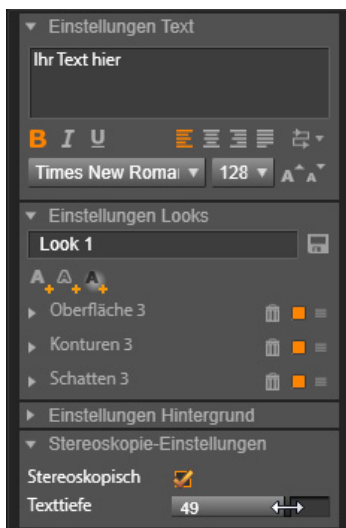 Einstellungen Text
Ihr Text hier
B I U
Times New Roma 128 A A
Einstellungen Looks
Look 1
A A A
Oberfläche 3
Konturen 3
Schatten 3
Einstellungen Hintergrund
Stereoskopie-Einstellungen
Stereoskopisch
Texttiefe 49